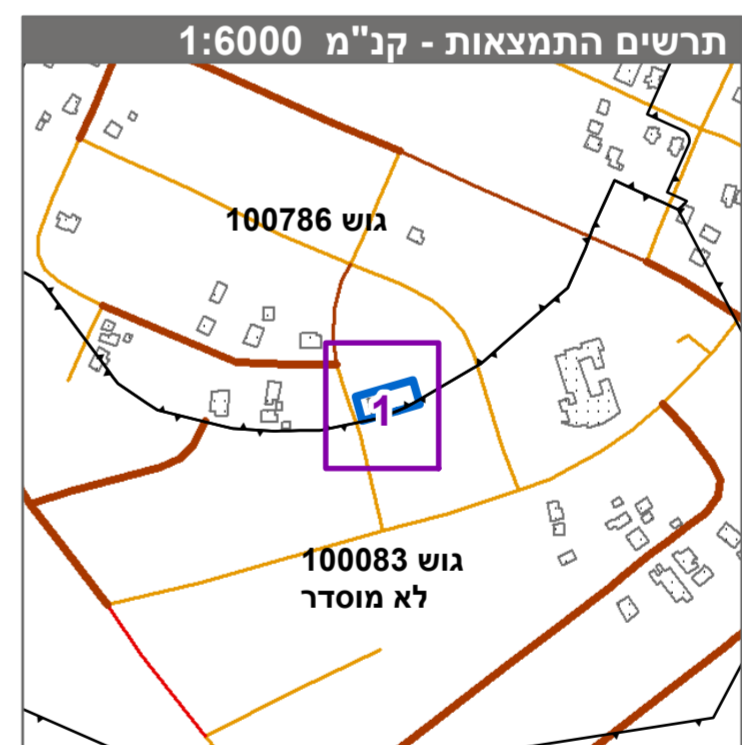 תרשים התמצאות - קנ"מ 1:6000
גוש 100786
1
גוש 100083
לא מוסדר